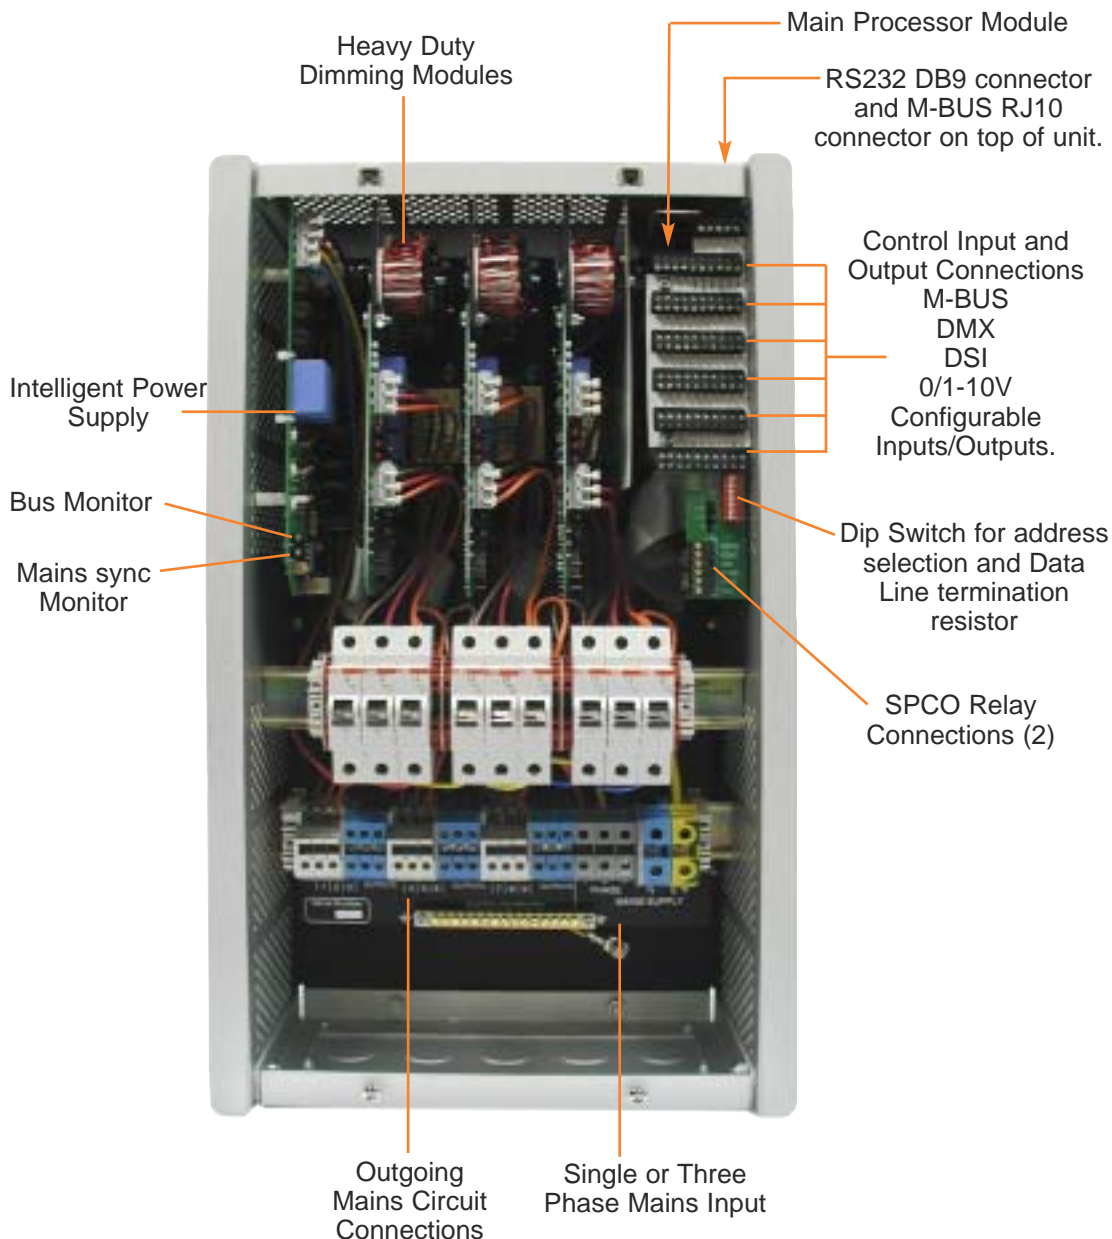 Main Processor Module
Heavy Duty
Dimming Modules
RS232 DB9 connector
and M-BUS RJ10
connector on top of unit.
Control Input and
Output Connections
M-BUS
DMX
DSI
0/1-10V
Configurable
Inputs/Outputs.
Intelligent Power
Supply
Bus Monitor
Mains sync
Monitor
Dip Switch for address
selection and Data
Line termination
resistor
SPCO Relay
Connections (2)
PHASE
MAINS SUPPLY
Outgoing
Mains Circuit
Connections
Single or Three
Phase Mains Input